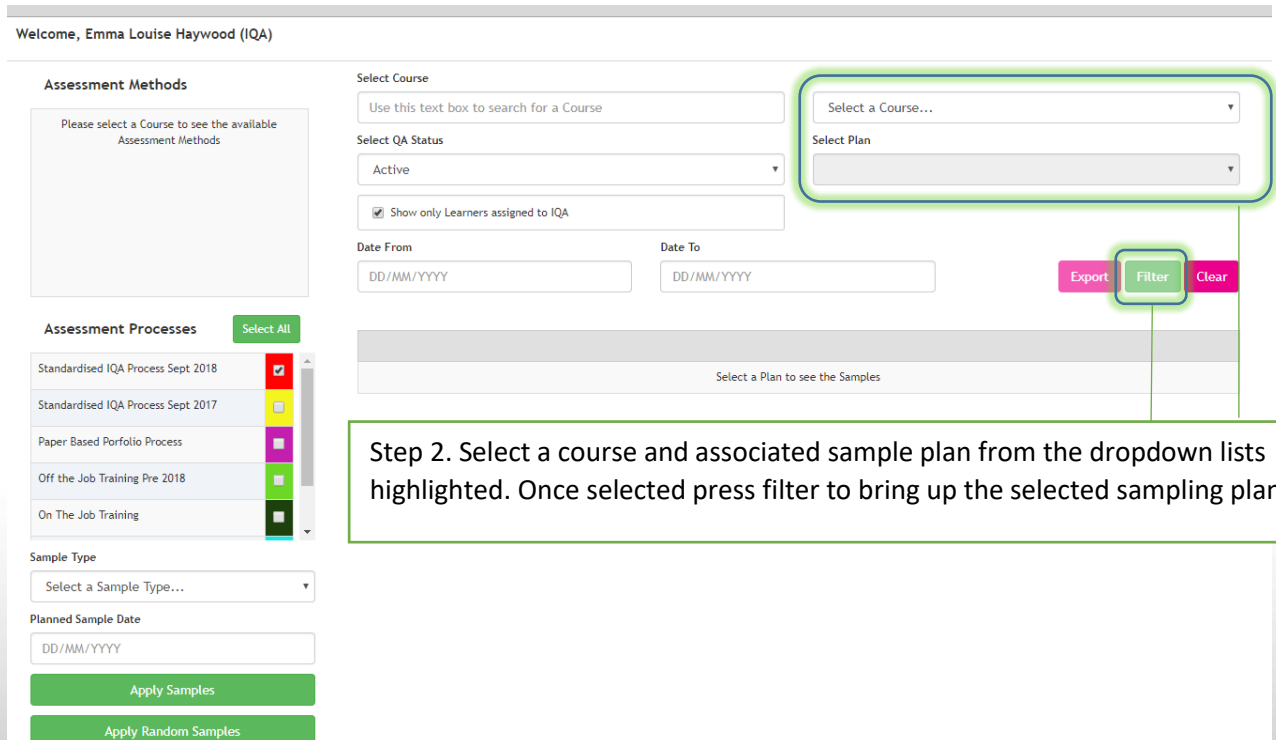 Welcome, Emma Louise Haywood (IQA)
Assessment Methods
Please select a Course to see the available
Assessment Methods
Select Course
Use this text box to search for a Course
Select a Course...
Select QA Status
Active
Select Plan
Show only Learners assigned to IQA
Date From
DD/MM/YYYY
Date To
DD/MM/YYYY
Export
Filter
Clear
Assessment Processes
Select All
Standardised IQA Process Sept 2018
Standardised IQA Process Sept 2017
Paper Based Porfolio Process
Off the Job Training Pre 2018
On The Job Training
Select a Plan to see the Samples
Step 2. Select a course and associated sample plan from the dropdown lists
highlighted. Once selected press filter to bring up the selected sampling plan
Sample Type
Select a Sample Type...
Planned Sample Date
DD/MM/YYYY
Apply Samples
Apply Random Samples